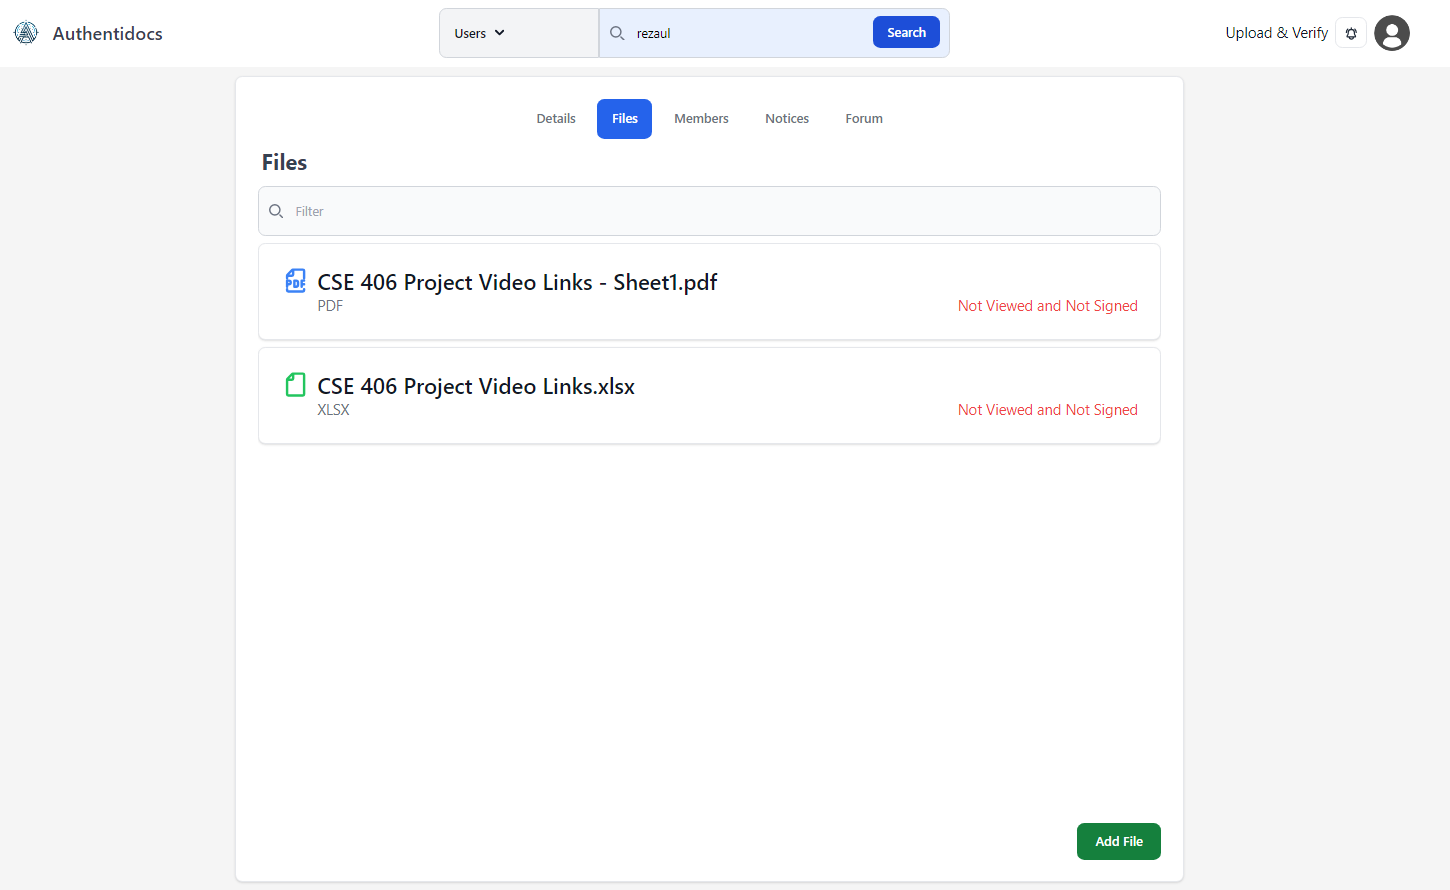 Authentidocs
Users
rezaul
Search
Upload & Verify
Details
Files
Members
Notices
Forum
Files
Filter
PDF
CSE 406 Project Video Links - Sheet1.pdf
PDF
Not Viewed and Not Signed
CSE 406 Project Video Links.xlsx
XLSX
Not Viewed and Not Signed
Add File